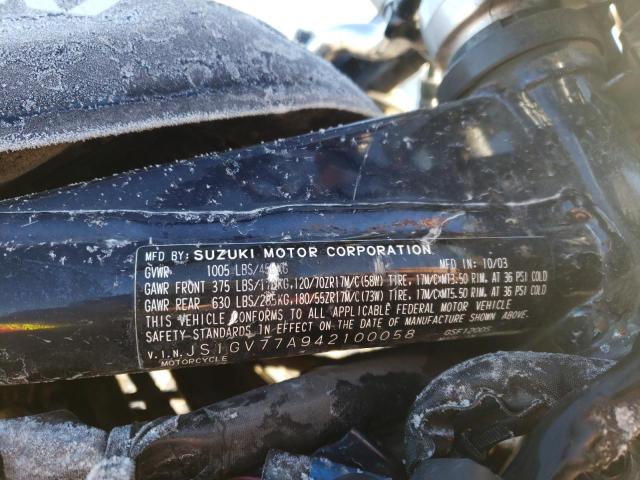 MFD BY: SUZUKI MOTOR CORPORATION
GVWR 1005 LBS/ MFD IN: 10/03
GAWR FRONT 375 LBS/170KG,120/70ZR17M/C(58W) TIRE, 17M/C×MT3.50 RIM. AT 36 PSI COLD
GAWR REAR 630 LBS/285KG,180/55ZR17M/C(73W) TIRE, 17M/C×MT5.50 RIM. AT 36 PSI COLD
THIS VEHICLE CONFORMS TO ALL APPLICABLE FEDERAL MOTOR VEHICLE
SAFETY-STANDARDS IN EFFECT ON THE DATE OF MANUFACTURE SHOWN ABOVE.
V.I.N. JS1GV77A942100058 GSF1200S
MOTORCYCLE